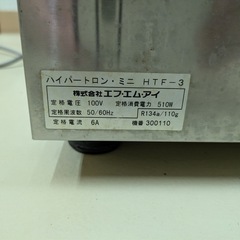 ハイパートロン・ミニ HTF-3
株式会社エフ・エム・アイ
定格電圧 100V 定格消費電力 510W
定格周波数 50/60Hz R134a/110g
定格電流 6A 機番 300110